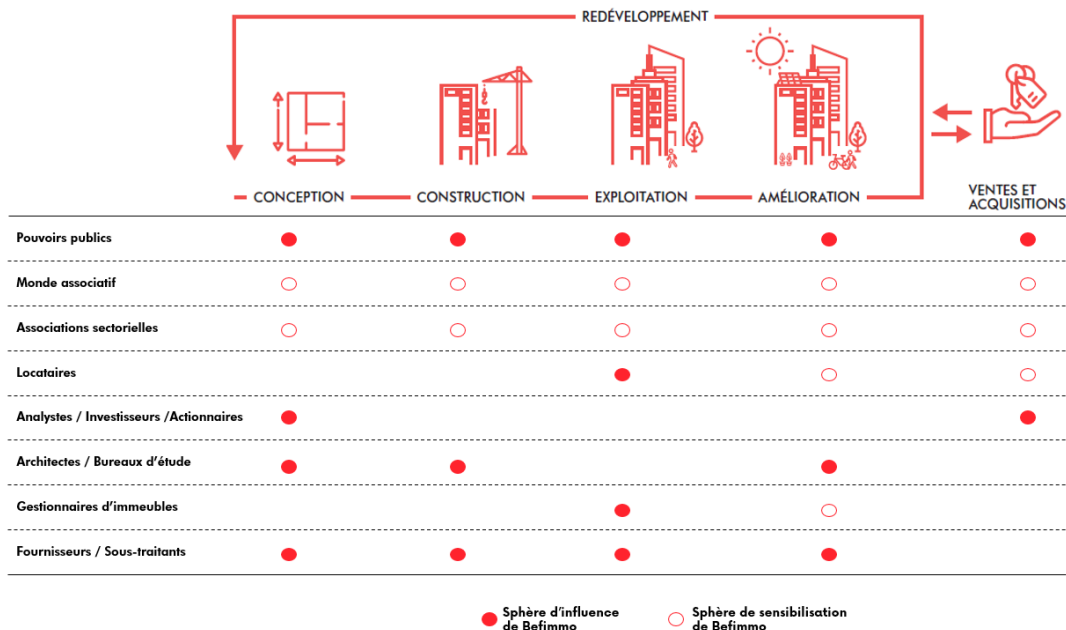 REDÉVELOPPEMENT
CONCEPTION
CONSTRUCTION
EXPLOITATION
AMÉLIORATION
VENTES ET
ACQUISITIONS
Pouvoirs publics
Monde associatif
Associations sectorielles
Locataires
Analystes / Investisseurs /Actionnaires
Architectes / Bureaux d’étude
Gestionnaires d’immeubles
Fournisseurs / Sous-traitants
Sphère d’influence
de Befimmo
Sphère de sensibilisation
de Befimmo